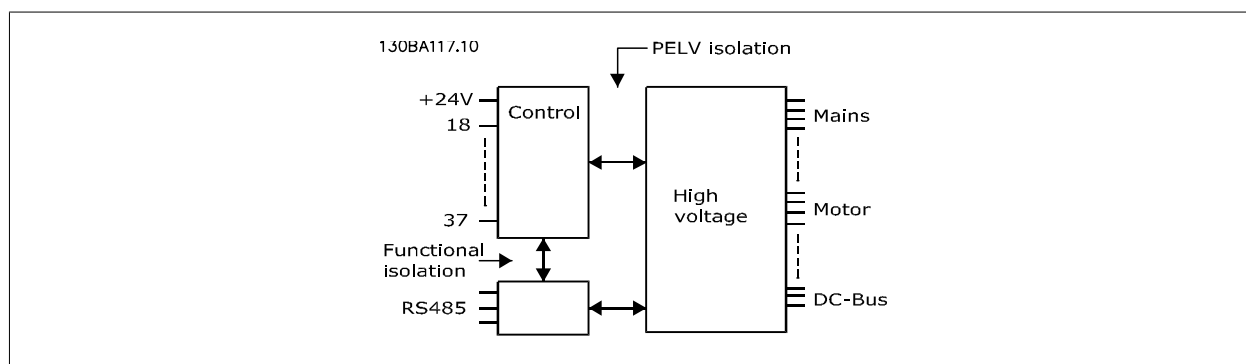 130BA117.10
PELV isolation
+24V
Control
18
Mains
High
voltage
37
Motor
Functional
isolation
RS485
DC-Bus